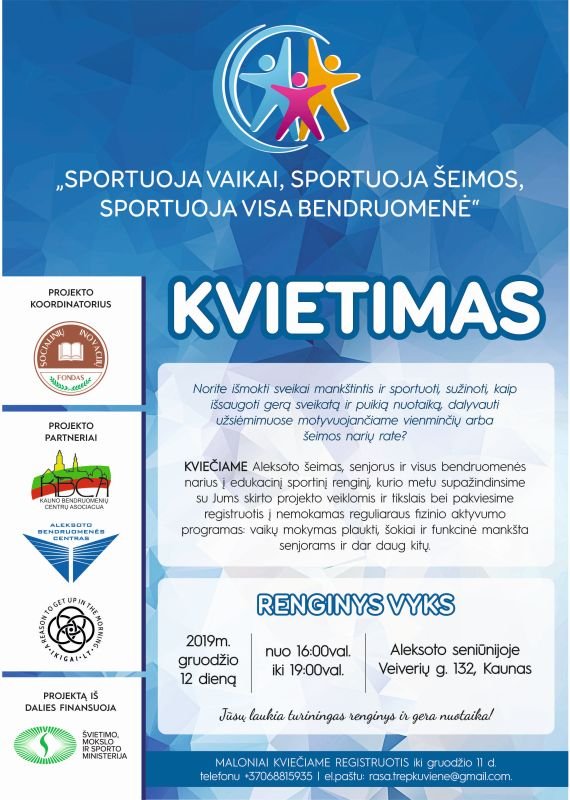 „SPORTUOJA VAIKAI, SPORTUOJA ŠEIMOS,
SPORTUOJA VISA BENDRUOMENĖ“
PROJEKTO
KOORDINATORIUS
SOCIALINIŲ INOVACIJŲ
FONDAS
PROJEKTO
PARTNERIAI
KBCA
KAUNO BENDRUOMENIŲ
CENTRŲ ASOCIACIJA
ALEKSOTO
BENDRUOMENĖS
CENTRAS
A REASON TO GET UP IN THE MORNING
IKIGAI.LT
PROJEKTĄ IŠ
DALIES FINANSUOJA
ŠVIETIMO,
MOKSLO
IR SPORTO
MINISTERIJA
KVIETIMAS
Norite išmokti sveikai mankštintis ir sportuoti, sužinoti, kaip
išsaugoti gerą sveikatą ir puikią nuotaiką, dalyvauti
užsiėmimuose motyvuojančiame vienminčių arba
šeimos narių rate?
KVIEČIAME Aleksoto šeimas, senjorus ir visus bendruomenės
narius į edukacinį sportinį renginį, kurio metu supažindinsime
su Jums skirto projekto veiklomis ir tikslais bei pakviesime
registruotis į nemokamas reguliaraus fizinio aktyvumo
programas: vaikų mokymas plaukti, šokiai ir funkcinė mankšta
senjorams ir dar daug kitų.
RENGINYS VYKS
2019m.
gruodžio
12 dieną
nuo 16:00val.
iki 19:00val.
Aleksoto seniūnijoje
Veiverių g. 132, Kaunas
Jūsų laukia turiningas renginys ir gera nuotaika!
MALONIAI KVIEČIAME REGISTRUOTIS iki gruodžio 11 d.
telefonu +37068815935 | el.paštu: rasa.trepkuviene@gmail.com.